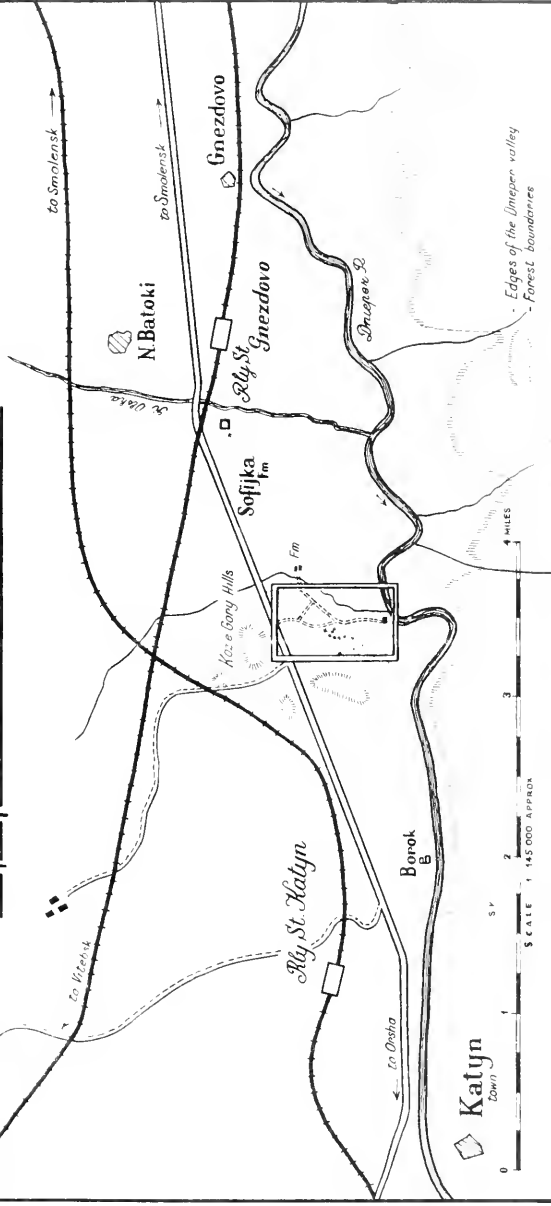 to Smolensk
to Smolensk
Gnezdovo
N. Batoki
Rly St
Gnezdovo
Dnieper R.
- Edges of the Dnieper valley
- Forest boundaries
Olsha
Sofijka
Fm
Fm
Koze Gory Hills
to Vitebsk
Rly St. Katyn
Borok
to Orsha
Katyn
town
0 1 2 3 4 MILES
S.V
SCALE 1 145 000 APPROX